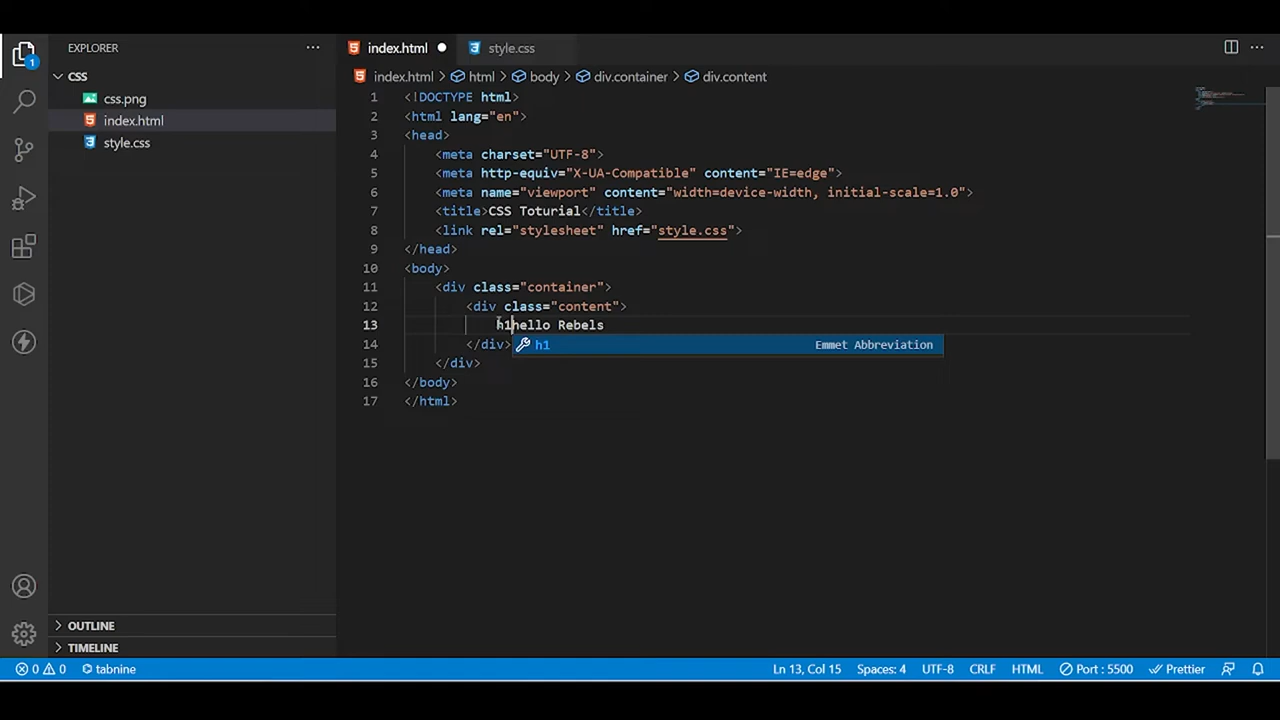 EXPLORER
CSS
css.png
index.html
style.css
OUTLINE
TIMELINE
index.html
style.css
index.html > html > body > div.container > div.content
1 <!DOCTYPE html>
2 <html lang="en">
3 <head>
4 <meta charset="UTF-8">
5 <meta http-equiv="X-UA-Compatible" content="IE=edge">
6 <meta name="viewport" content="width=device-width, initial-scale=1.0">
7 <title>CSS Toturial</title>
8 <link rel="stylesheet" href="style.css">
9 </head>
10 <body>
11 <div class="container">
12 <div class="content">
13 h1hello Rebels
14 </div>
h1 Emmet Abbreviation
15 </div>
16 </body>
17 </html>
1
0 0 tabnine Ln 13, Col 15 Spaces: 4 UTF-8 CRLF HTML Port : 5500 Prettier